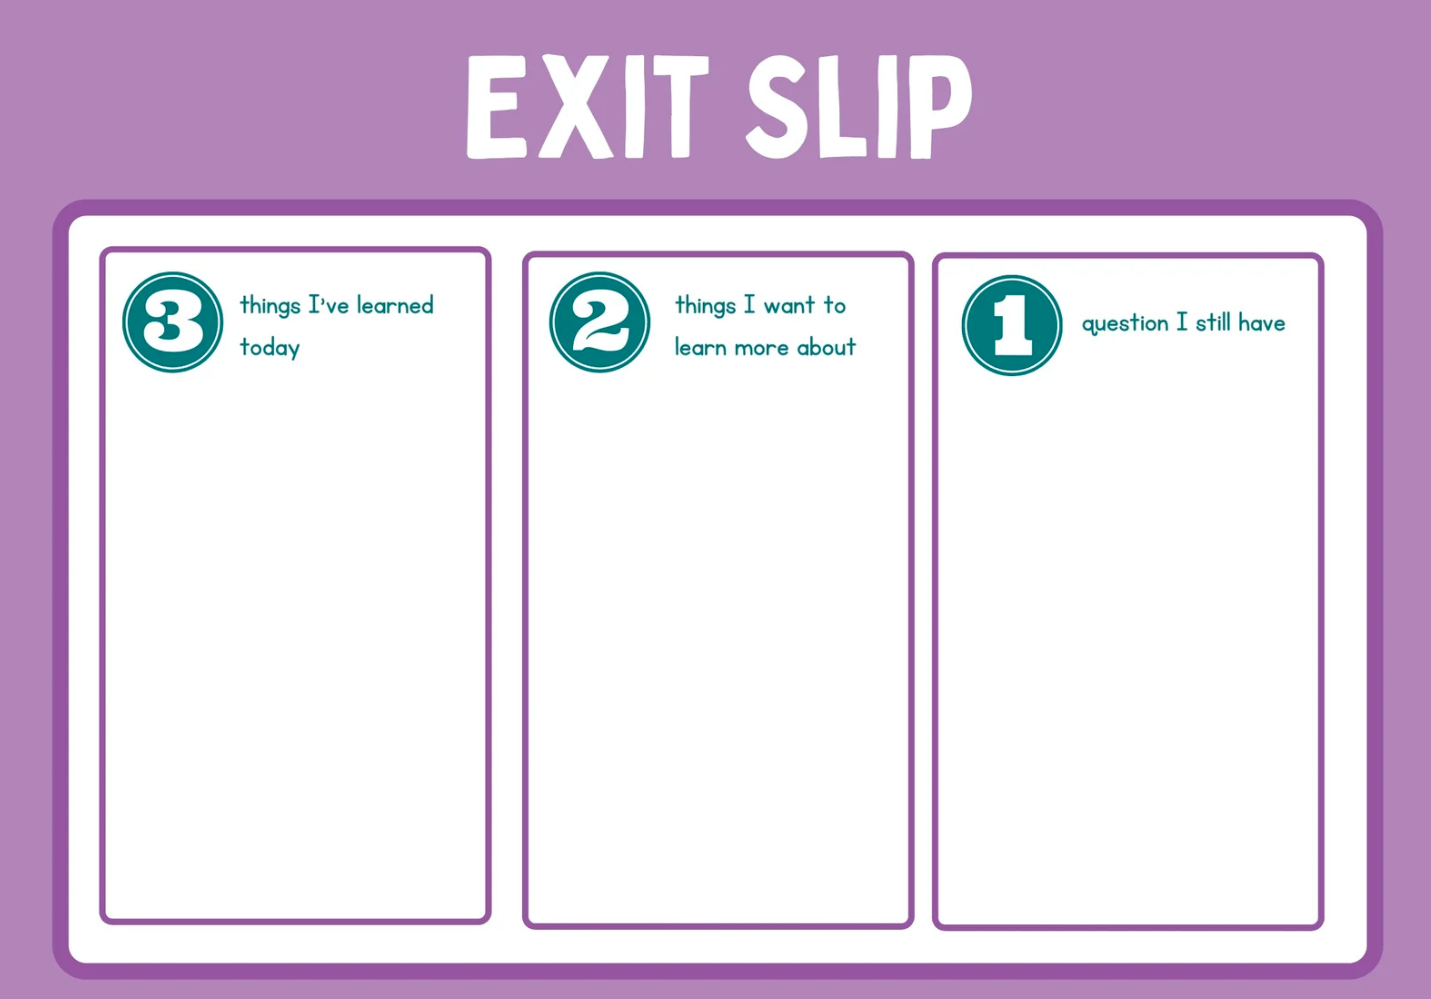 EXIT SLIP
3 things I've learned
today
2 things I want to
learn more about
1 question I still have